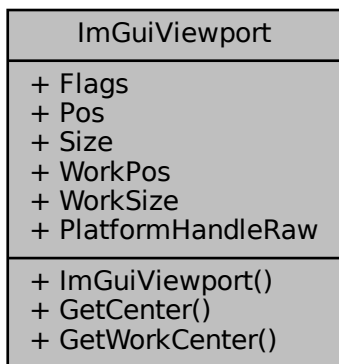 ImGuiViewport
+ Flags
+ Pos
+ Size
+ WorkPos
+ WorkSize
+ PlatformHandleRaw
+ ImGuiViewport()
+ GetCenter()
+ GetWorkCenter()